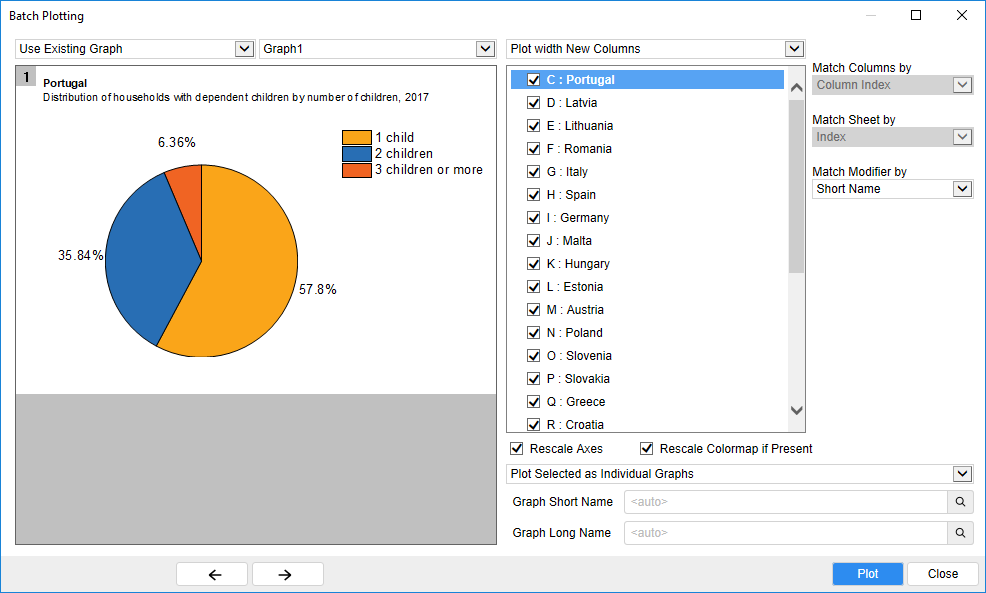 Batch Plotting
Use Existing Graph
Graph1
Plot width New Columns
1
Portugal
Distribution of households with dependent children by number of children, 2017
1 child
2 children
3 children or more
6.36%
35.84%
57.8%
C : Portugal
D : Latvia
E : Lithuania
F : Romania
G : Italy
H : Spain
I : Germany
J : Malta
K : Hungary
L : Estonia
M : Austria
N : Poland
O : Slovenia
P : Slovakia
Q : Greece
R : Croatia
Match Columns by
Column Index
Match Sheet by
Index
Match Modifier by
Short Name
Rescale Axes
Rescale Colormap if Present
Plot Selected as Individual Graphs
Graph Short Name
<auto>
Graph Long Name
<auto>
Plot
Close